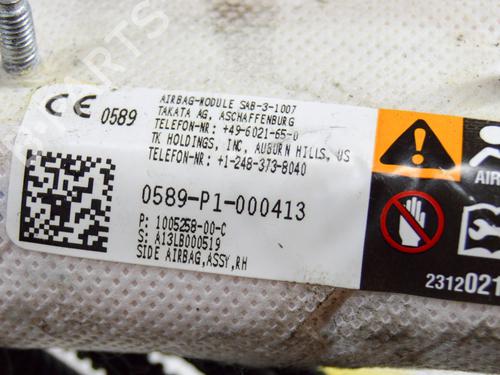 CE 0589
AIRBAG-MODULE SAB-3-1007
TAKATA AG, ASCHAFFENBURG
TELEFON-NR: +49-6021-65-0
TK HOLDINGS, INC, AUBURN HILLS, US
TELEFON-NR: +1-248-373-8040
0589-P1-000413
P: 1005258-00-C
S: A13LB000519
SIDE AIRBAG,ASSY,RH
AIR
2312021